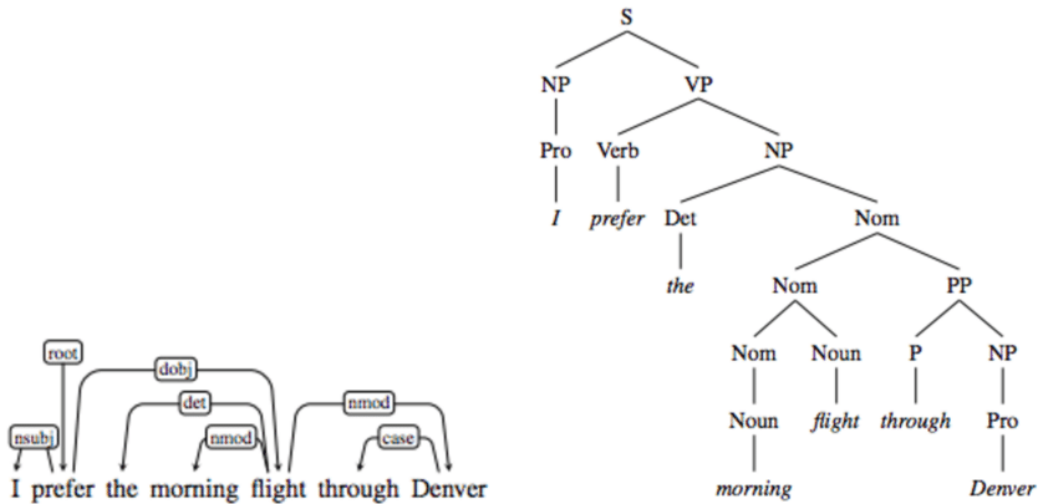 S
NP VP
Pro Verb NP
I prefer Det Nom
the Nom PP
Nom Noun P NP
Noun flight through Pro
morning Denver
root
dobj
det nmod
nsubj nmod case
I prefer the morning flight through Denver